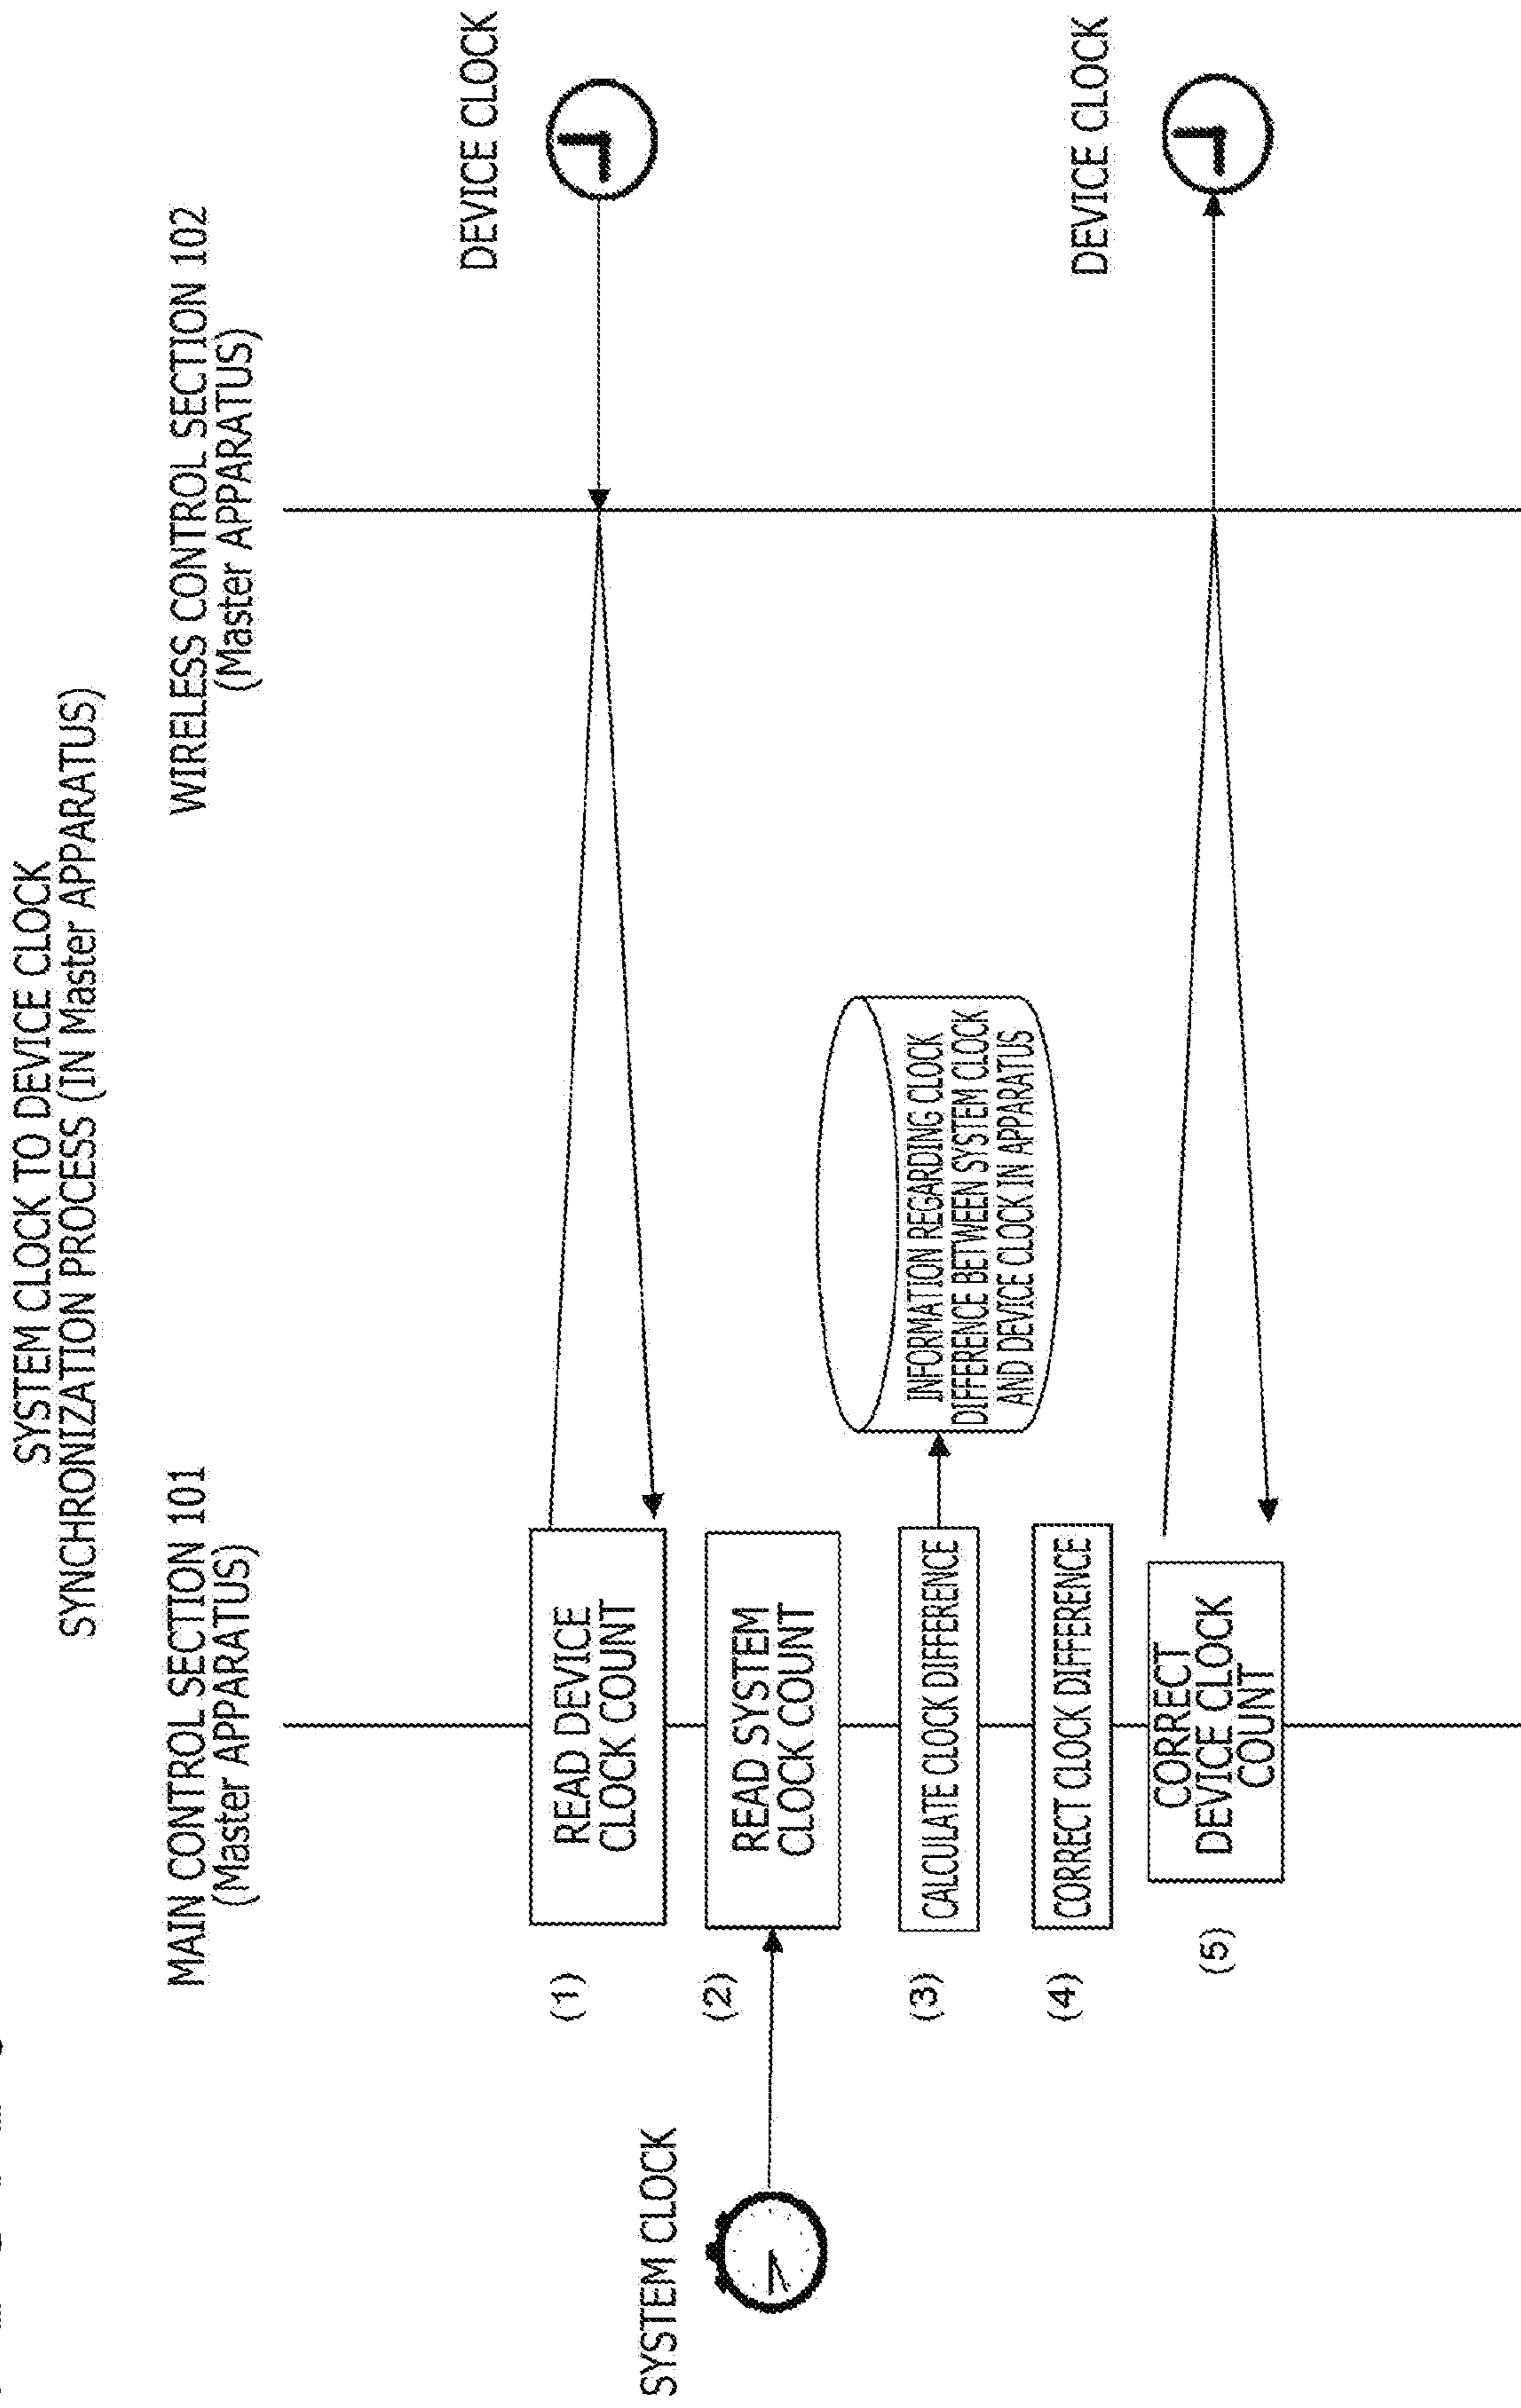 SYSTEM CLOCK TO DEVICE CLOCK
SYNCHRONIZATION PROCESS (IN Master APPARATUS)
MAIN CONTROL SECTION 101
(Master APPARATUS)
WIRELESS CONTROL SECTION 102
(Master APPARATUS)
DEVICE CLOCK
(1)
READ DEVICE
CLOCK COUNT
SYSTEM CLOCK
(2)
READ SYSTEM
CLOCK COUNT
(3)
CALCULATE CLOCK DIFFERENCE
INFORMATION REGARDING CLOCK
DIFFERENCE BETWEEN SYSTEM CLOCK
AND DEVICE CLOCK IN APPARATUS
(4)
CORRECT CLOCK DIFFERENCE
DEVICE CLOCK
(5)
CORRECT
DEVICE CLOCK
COUNT